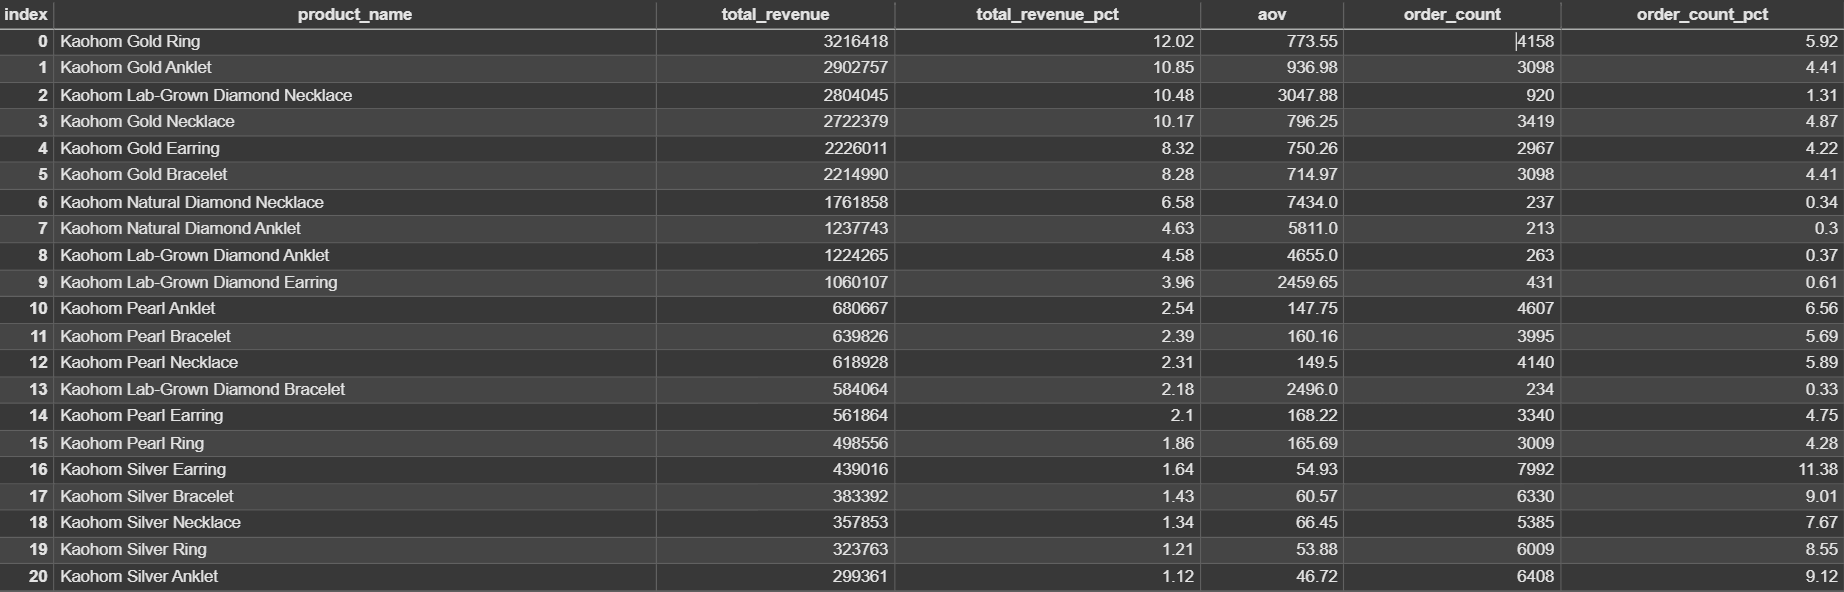 index product_name total_revenue total_revenue_pct aov order_count order_count_pct
0 Kaohom Gold Ring 3216418 12.02 773.55 4158 5.92
1 Kaohom Gold Anklet 2902757 10.85 936.98 3098 4.41
2 Kaohom Lab-Grown Diamond Necklace 2804045 10.48 3047.88 920 1.31
3 Kaohom Gold Necklace 2722379 10.17 796.25 3419 4.87
4 Kaohom Gold Earring 2226011 8.32 750.26 2967 4.22
5 Kaohom Gold Bracelet 2214990 8.28 714.97 3098 4.41
6 Kaohom Natural Diamond Necklace 1761858 6.58 7434.0 237 0.34
7 Kaohom Natural Diamond Anklet 1237743 4.63 5811.0 213 0.3
8 Kaohom Lab-Grown Diamond Anklet 1224265 4.58 4655.0 263 0.37
9 Kaohom Lab-Grown Diamond Earring 1060107 3.96 2459.65 431 0.61
10 Kaohom Pearl Anklet 680667 2.54 147.75 4607 6.56
11 Kaohom Pearl Bracelet 639826 2.39 160.16 3995 5.69
12 Kaohom Pearl Necklace 618928 2.31 149.5 4140 5.89
13 Kaohom Lab-Grown Diamond Bracelet 584064 2.18 2496.0 234 0.33
14 Kaohom Pearl Earring 561864 2.1 168.22 3340 4.75
15 Kaohom Pearl Ring 498556 1.86 165.69 3009 4.28
16 Kaohom Silver Earring 439016 1.64 54.93 7992 11.38
17 Kaohom Silver Bracelet 383392 1.43 60.57 6330 9.01
18 Kaohom Silver Necklace 357853 1.34 66.45 5385 7.67
19 Kaohom Silver Ring 323763 1.21 53.88 6009 8.55
20 Kaohom Silver Anklet 299361 1.12 46.72 6408 9.12